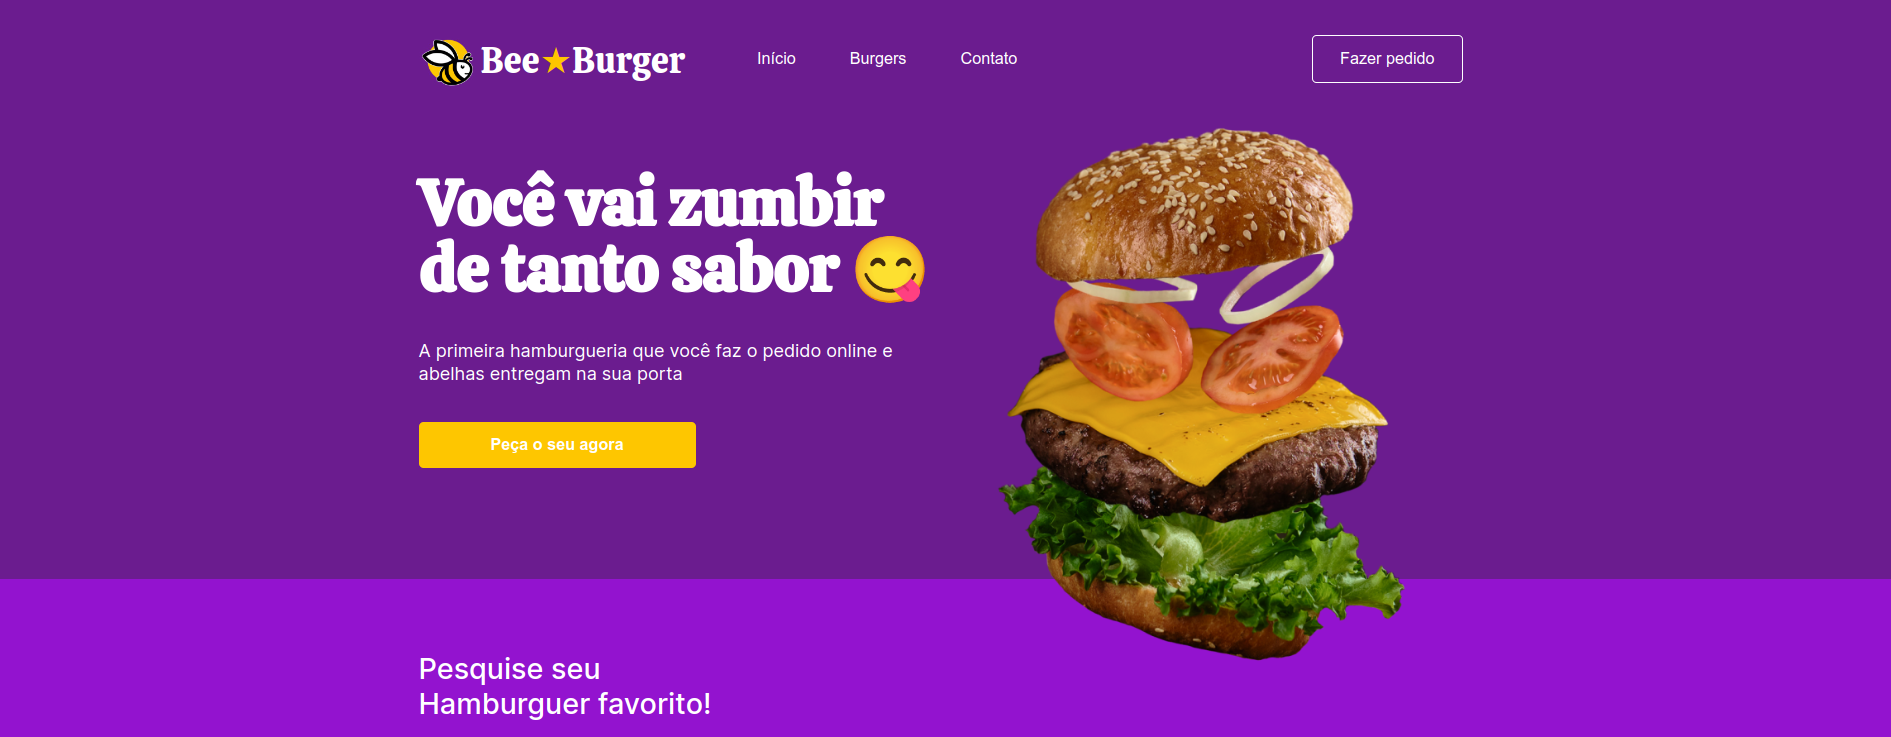 Bee★Burger
Início
Burgers
Contato
Fazer pedido
Você vai zumbir
de tanto sabor 😋
A primeira hamburgueria que você faz o pedido online e
abelhas entregam na sua porta
Peça o seu agora
Pesquise seu
Hamburguer favorito!